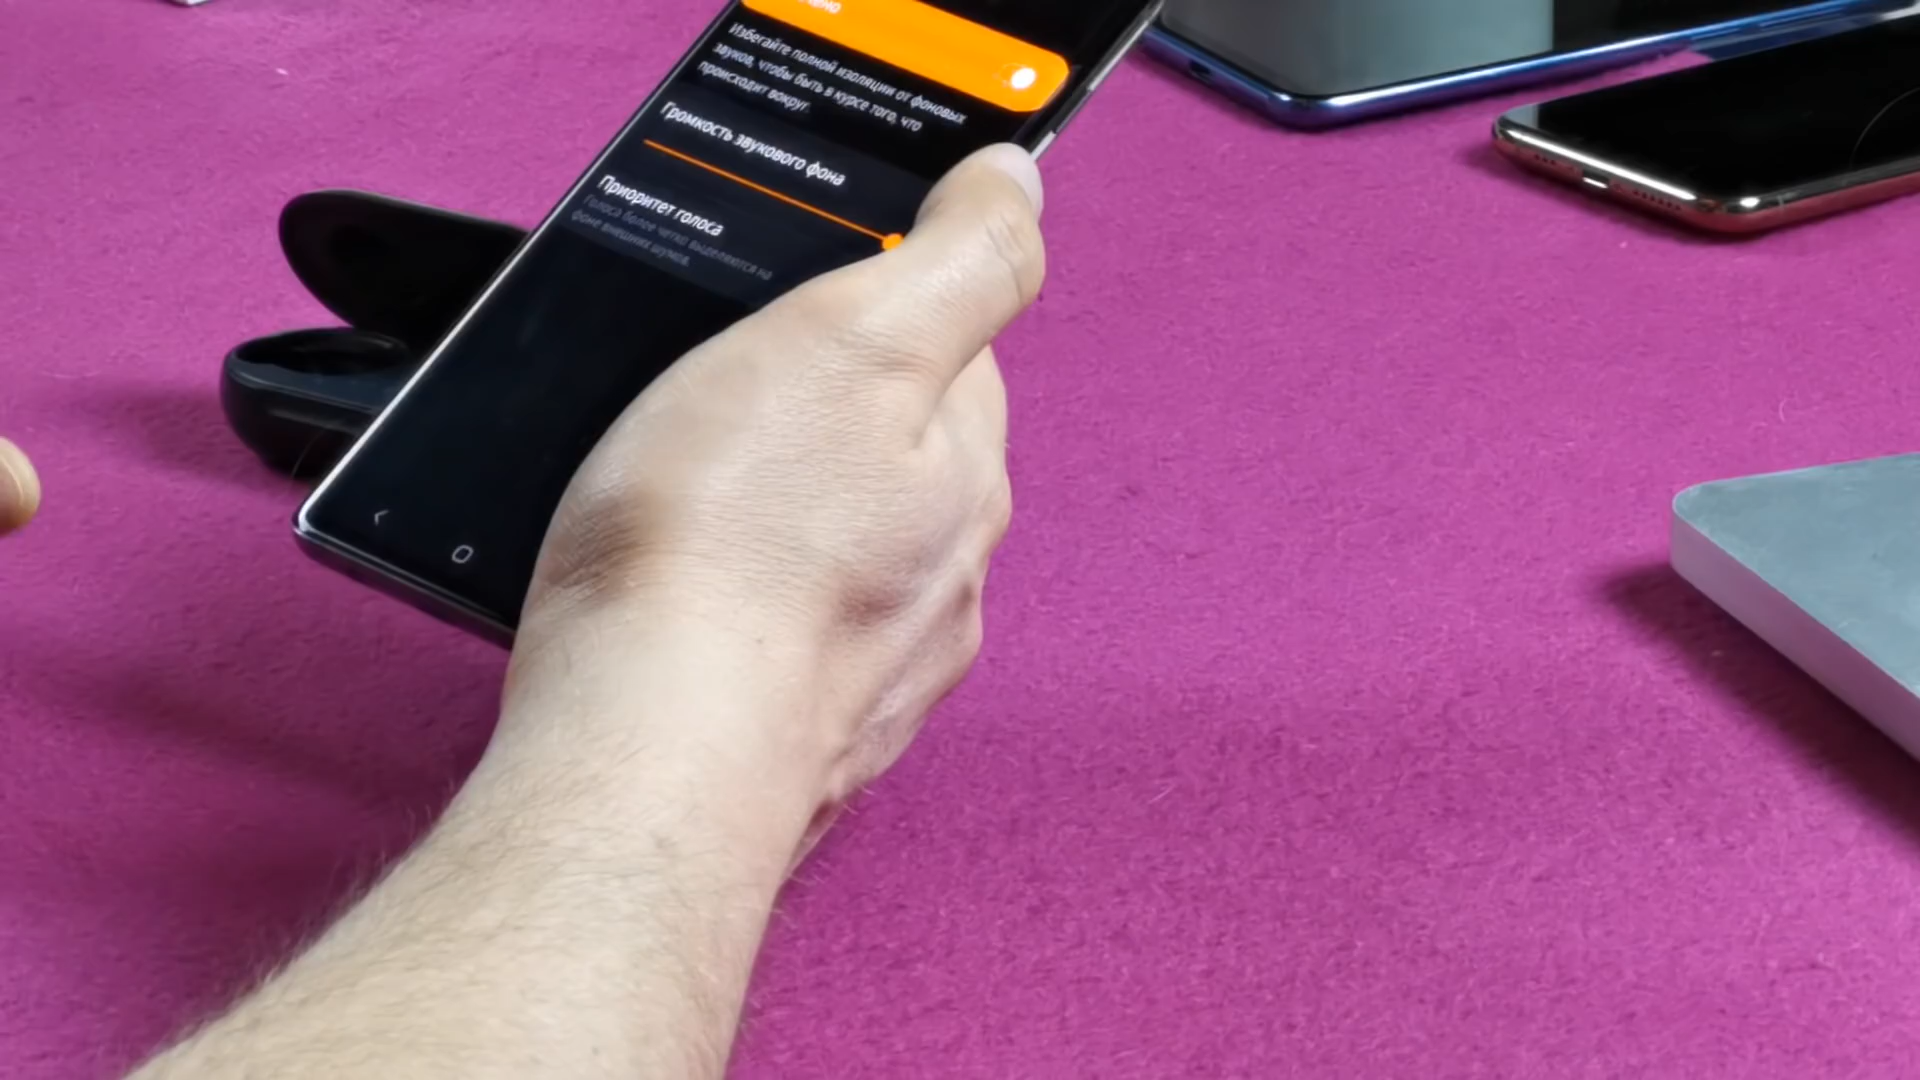 Избегайте полной изоляции от фоновых
звуков, чтобы быть в курсе того, что
происходит вокруг.
Громкость звукового фона
Приоритет голоса
Голоса более четко выделяются на
фоне внешних шумов.